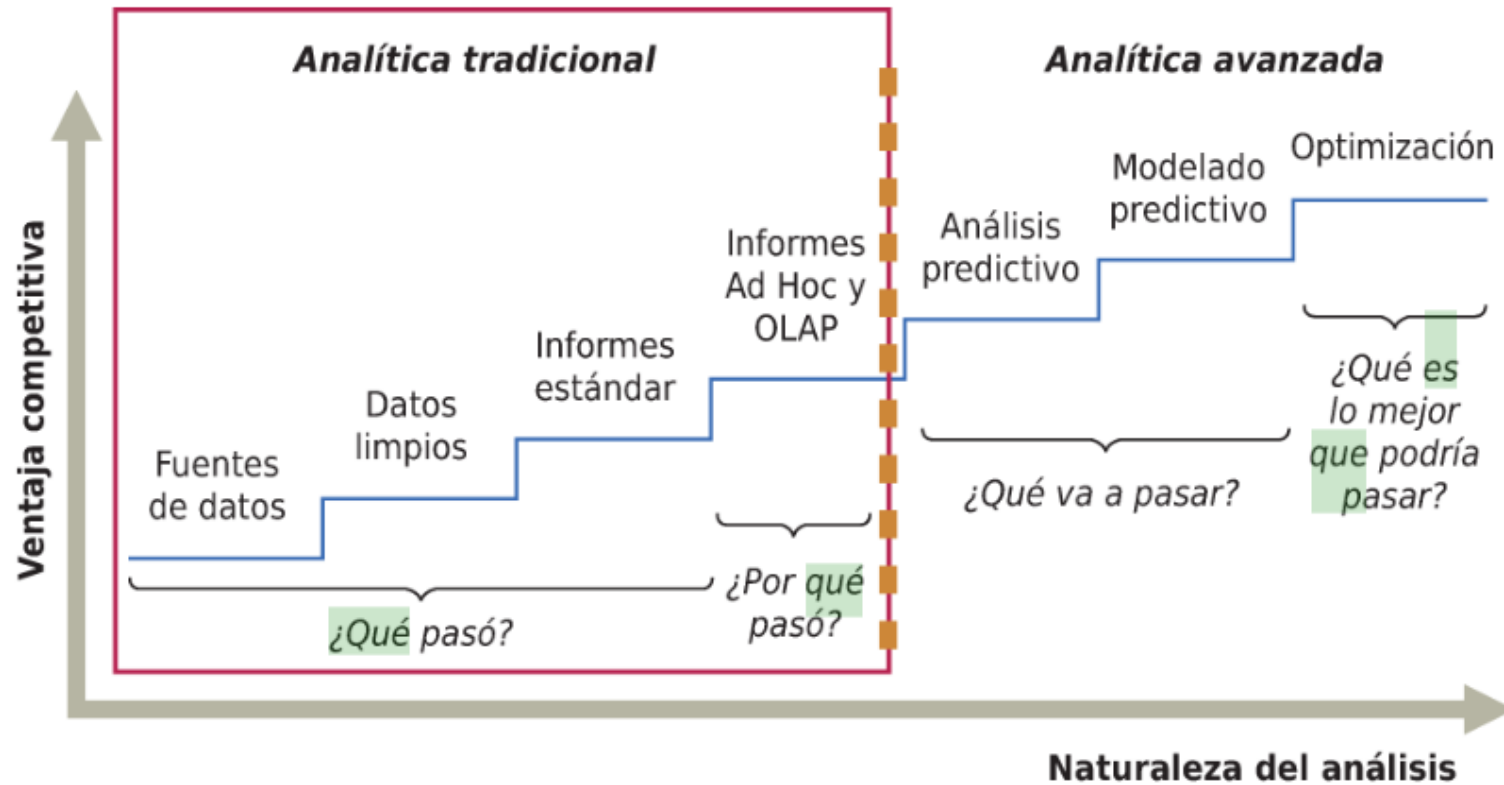 Analítica tradicional
Analítica avanzada
Ventaja competitiva
Fuentes
de datos
Datos
limpios
Informes
estándar
Informes
Ad Hoc y
OLAP
Análisis
predictivo
Modelado
predictivo
Optimización
¿Qué pasó?
¿Por qué
pasó?
¿Qué va a pasar?
¿Qué es
lo mejor
que podría
pasar?
Naturaleza del análisis